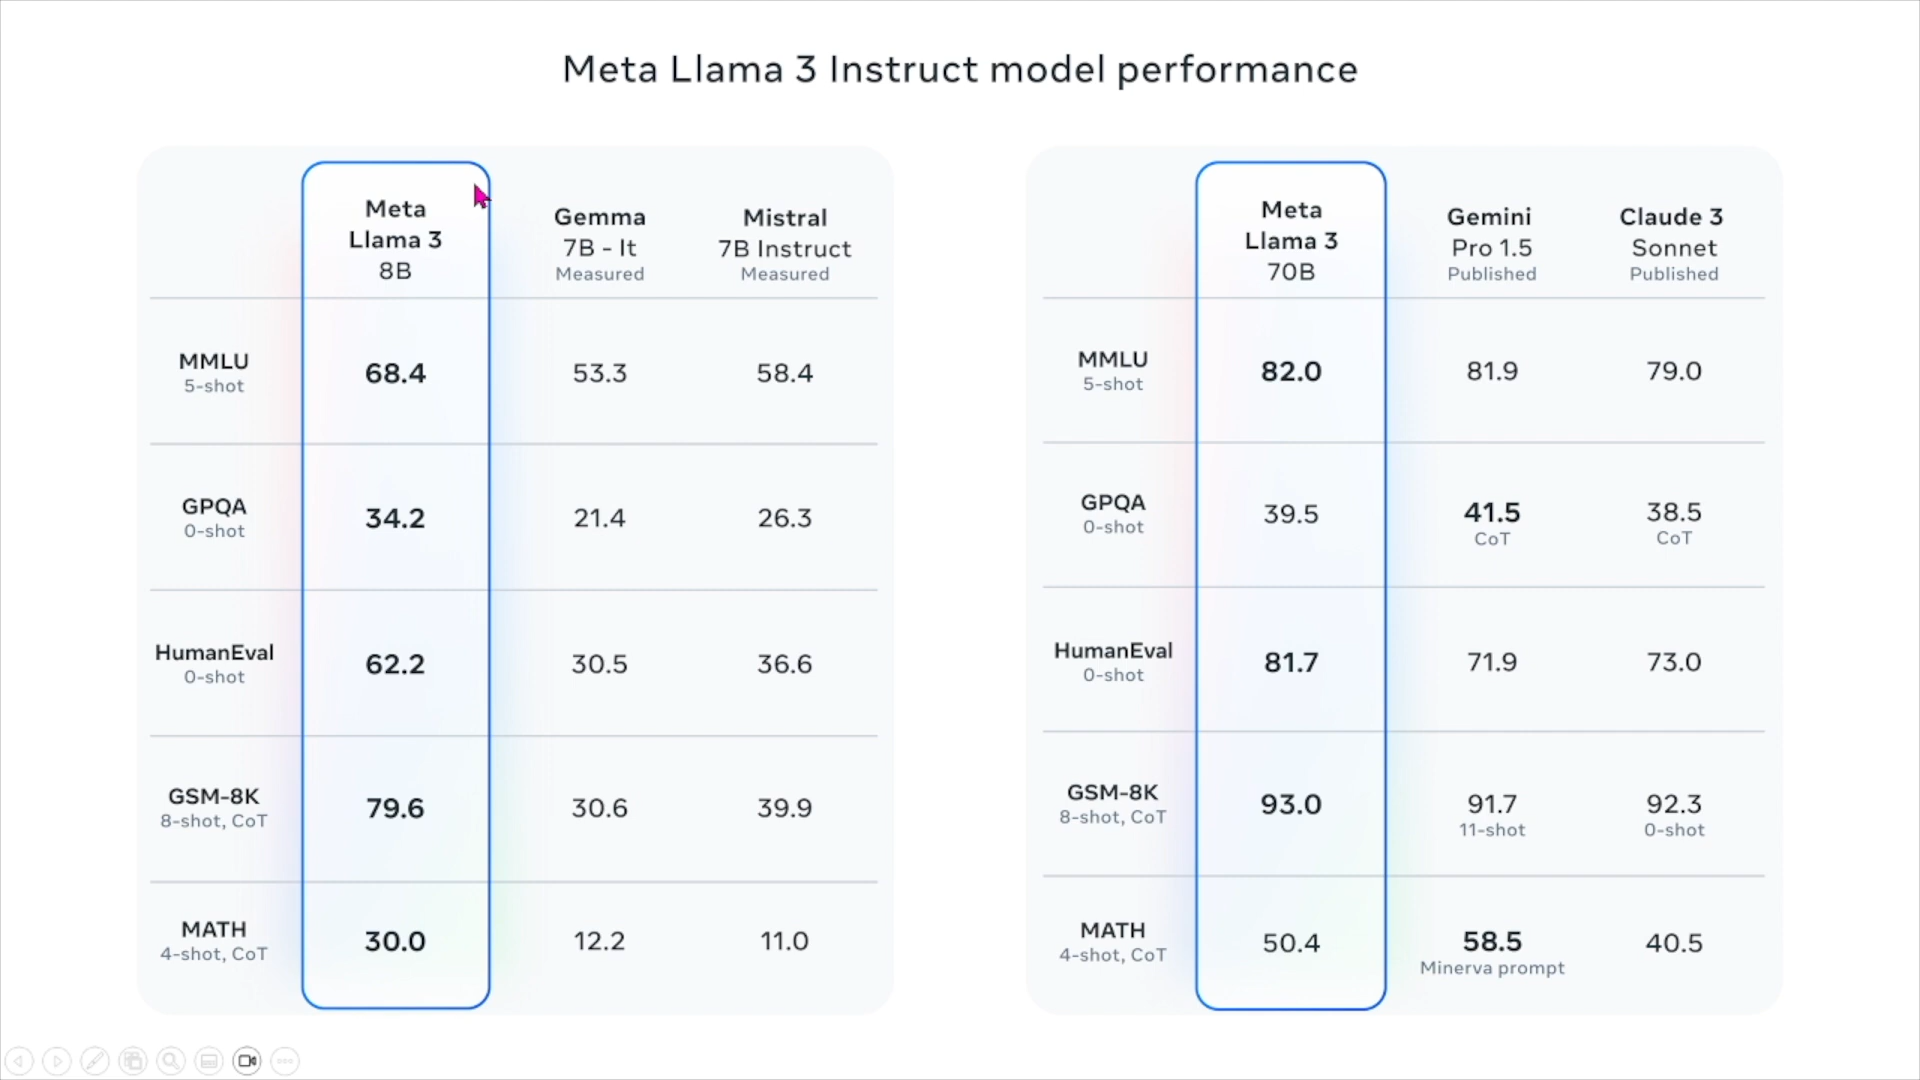 Meta Llama 3 Instruct model performance
Meta
Llama 3
8B
Gemma
7B - It
Measured
Mistral
7B Instruct
Measured
MMLU
5-shot
68.4
53.3
58.4
GPQA
0-shot
34.2
21.4
26.3
HumanEval
0-shot
62.2
30.5
36.6
GSM-8K
8-shot, CoT
79.6
30.6
39.9
MATH
4-shot, CoT
30.0
12.2
11.0
Meta
Llama 3
70B
Gemini
Pro 1.5
Published
Claude 3
Sonnet
Published
MMLU
5-shot
82.0
81.9
79.0
GPQA
0-shot
39.5
41.5
CoT
38.5
CoT
HumanEval
0-shot
81.7
71.9
73.0
GSM-8K
8-shot, CoT
93.0
91.7
11-shot
92.3
0-shot
MATH
4-shot, CoT
50.4
58.5
Minerva prompt
40.5